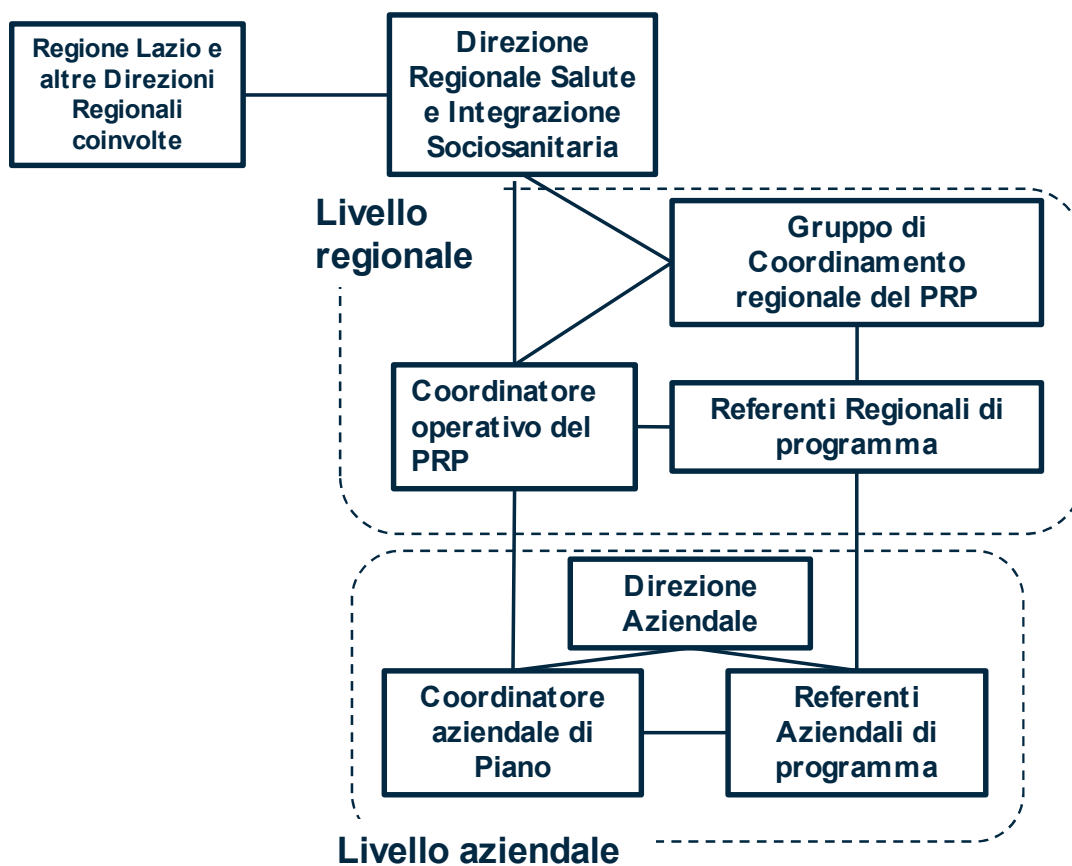 Regione Lazio e
altre Direzioni
Regionali
coinvolte
Direzione
Regionale Salute
e Integrazione
Sociosanitaria
Livello
regionale
Gruppo di
Coordinamento
regionale del PRP
Coordinatore
operativo del
PRP
Referenti Regionali di
programma
Direzione
Aziendale
Coordinatore
aziendale di
Piano
Referenti
Aziendali di
programma
Livello aziendale